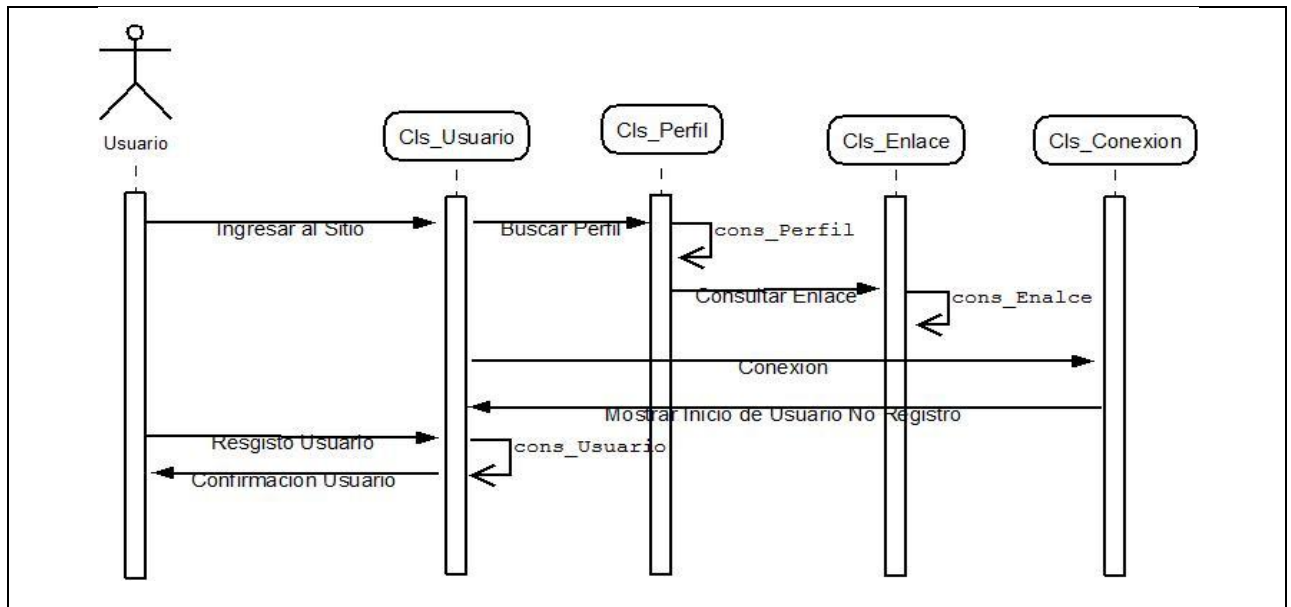 Usuario
Cls_Usuario
Cls_Perfil
Cls_Enlace
Cls_Conexion
Ingresar al Sitio
Buscar Perfil
cons_Perfil
Consultar Enlace
cons_Enalce
Conexion
Mostrar Inicio de Usuario No Registro
Resgisto Usuario
cons_Usuario
Confirmacion Usuario